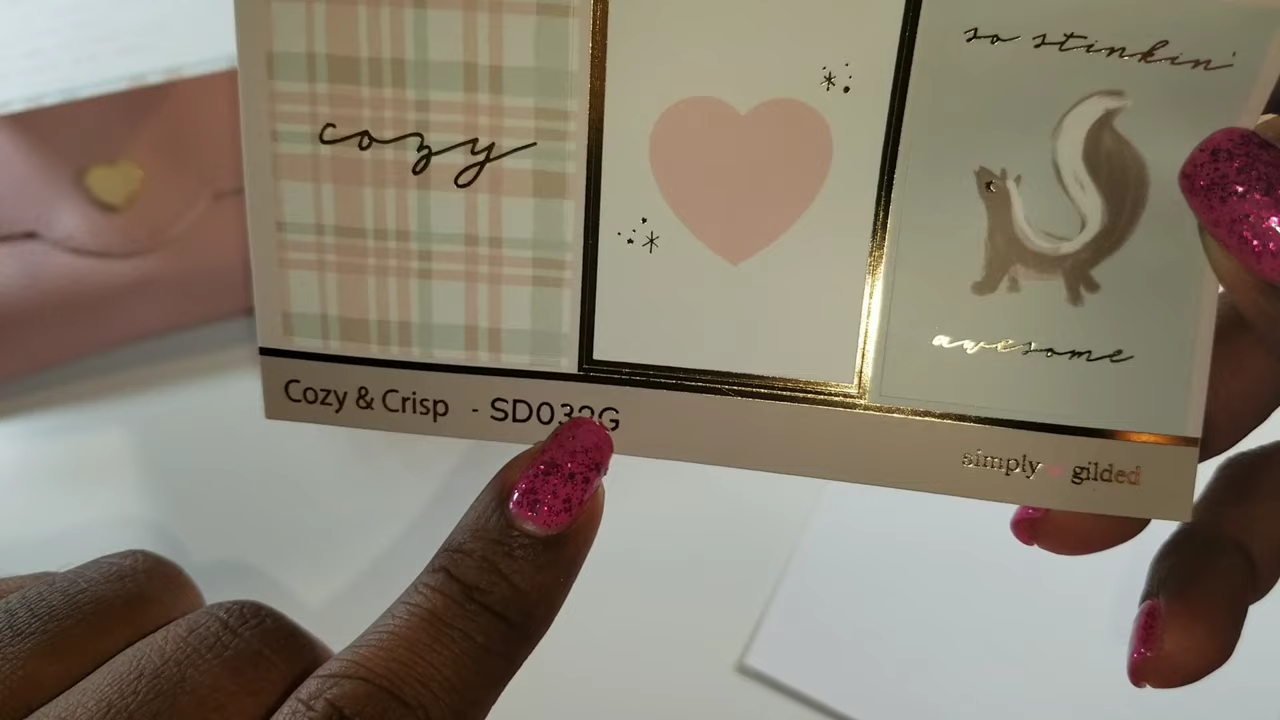 cozy
so stinkin'
awesome
Cozy & Crisp -
simply gilded